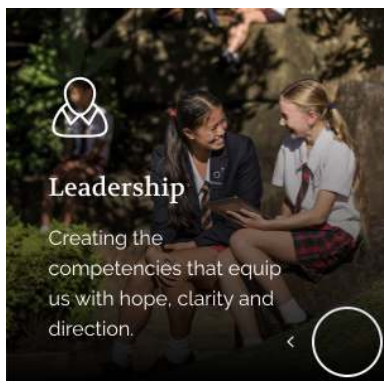 Leadership
Creating the
competencies that equip
us with hope, clarity and
direction.